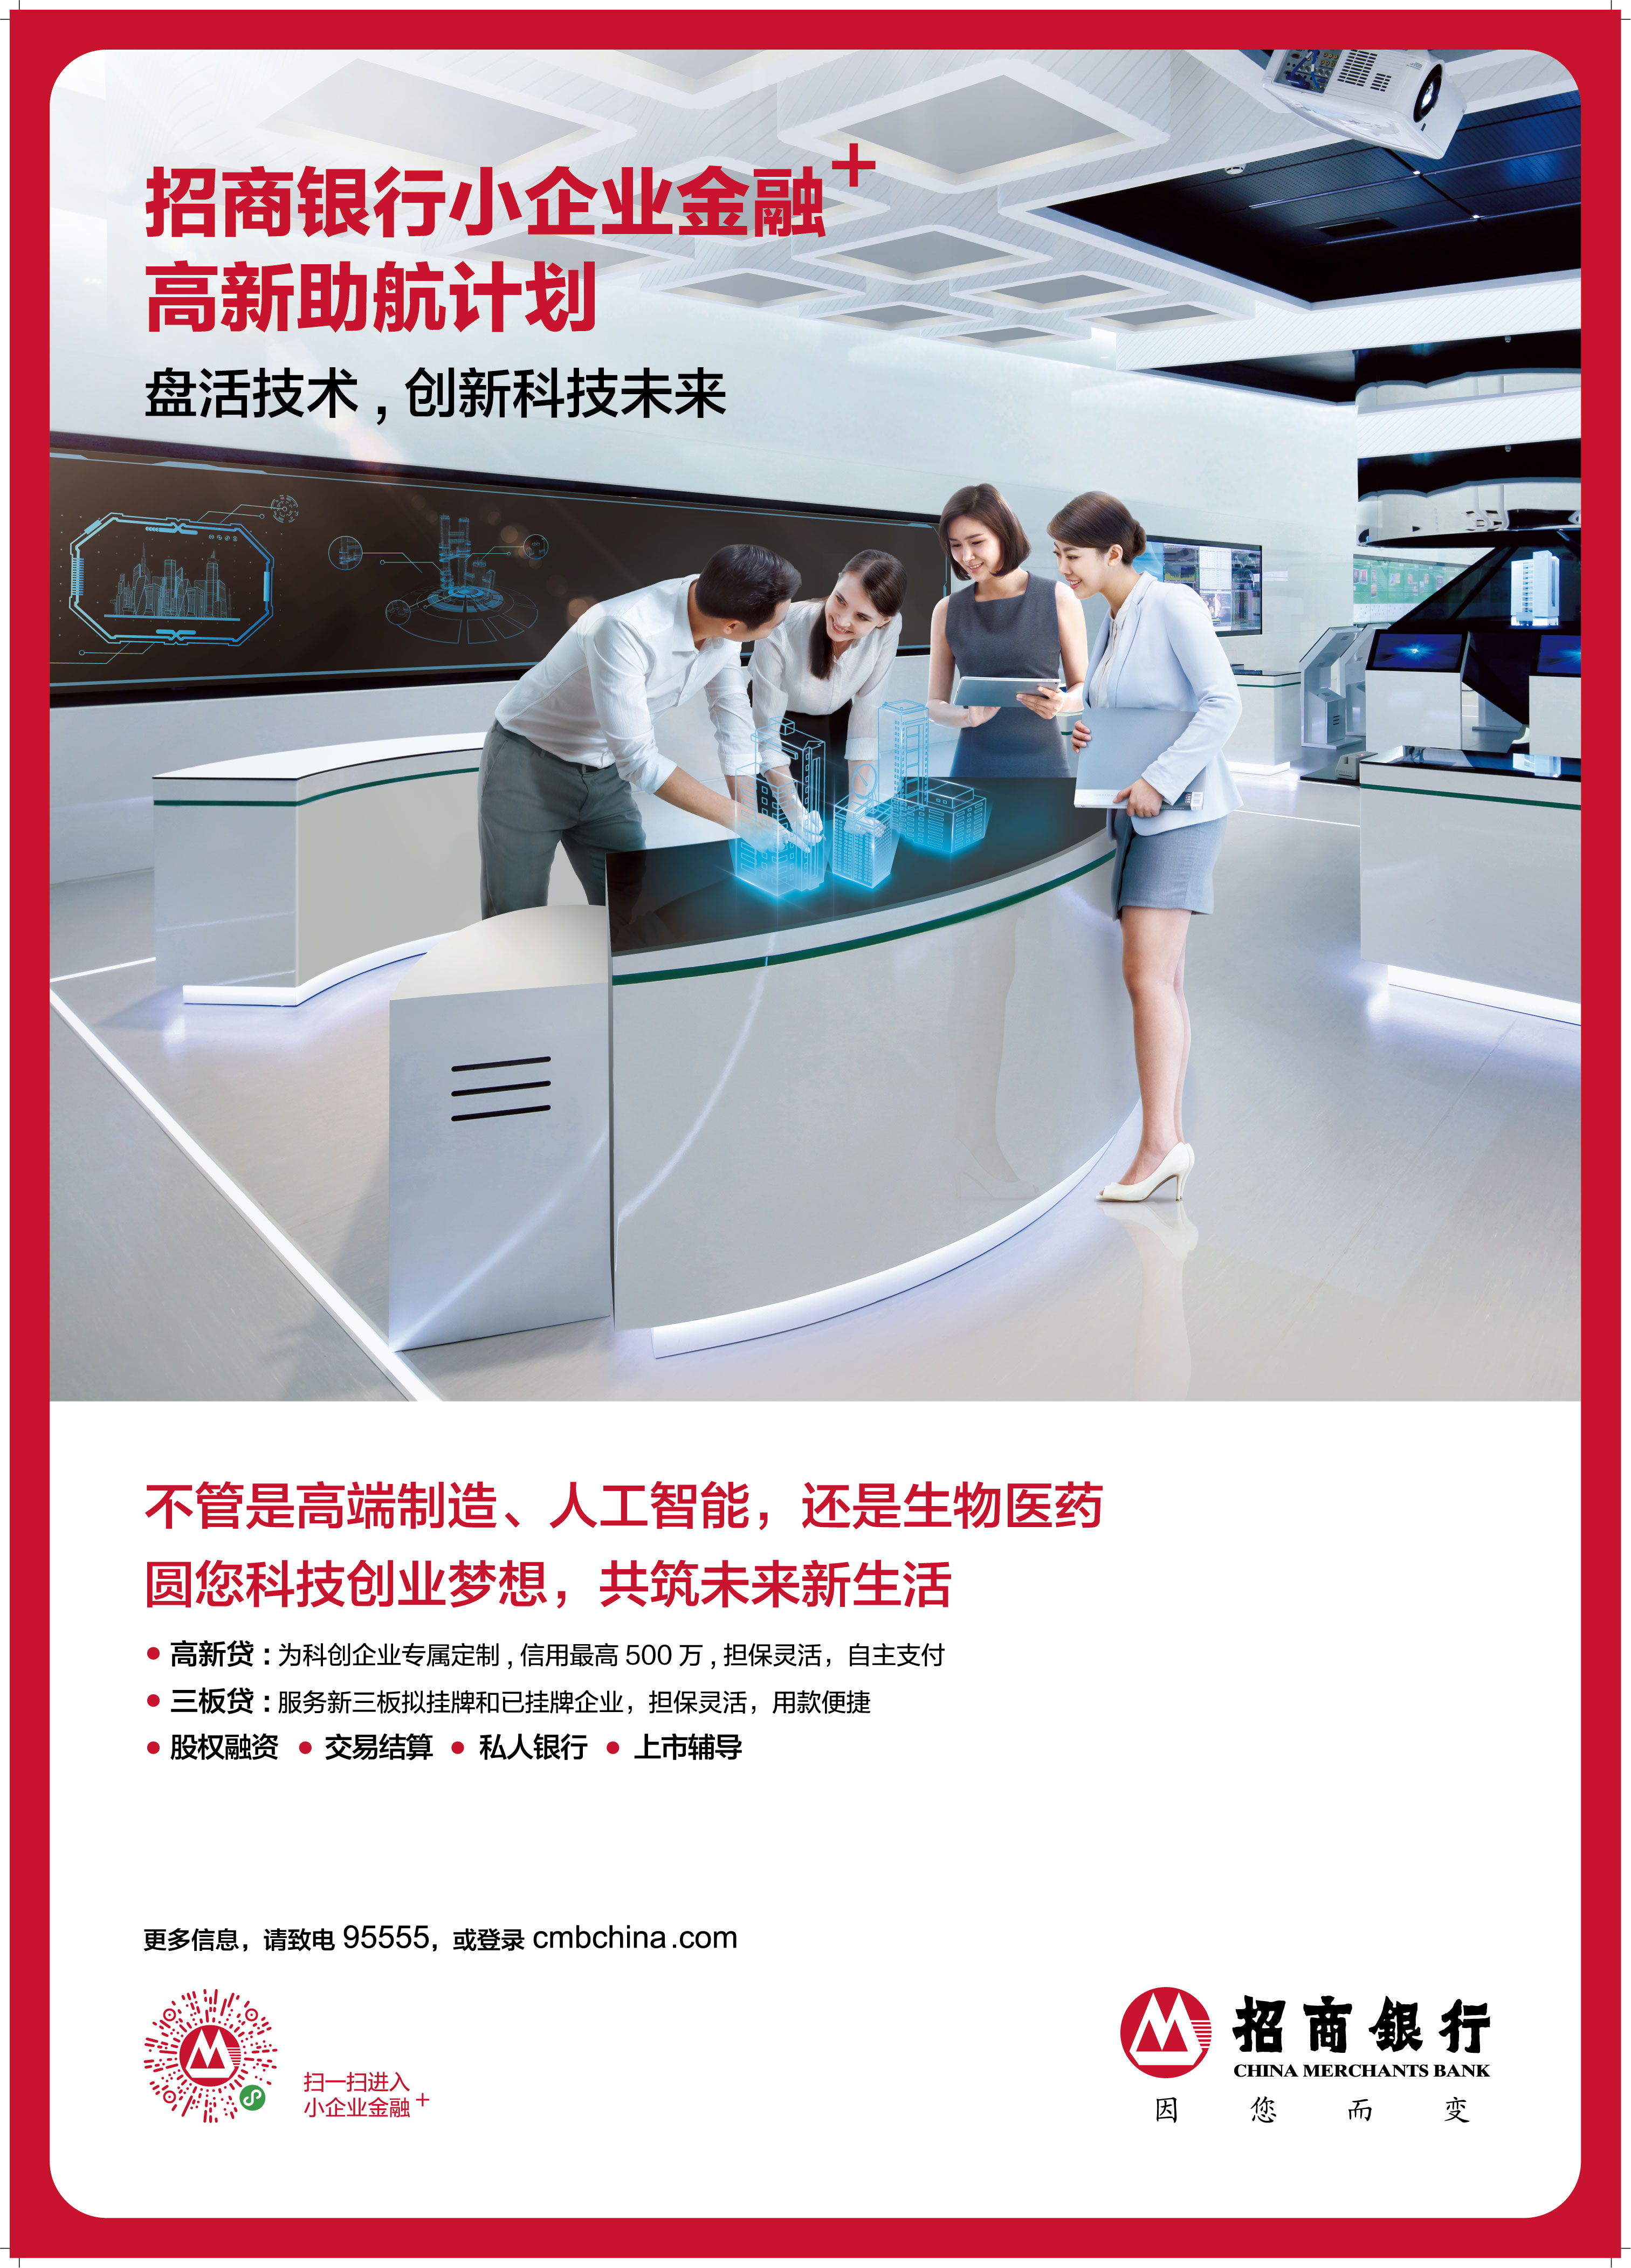 招商银行小企业金融+
高新助航计划
盘活技术,创新科技未来
不管是高端制造、人工智能，还是生物医药
圆您科技创业梦想，共筑未来新生活
● 高新贷：为科创企业专属定制,信用最高 500 万,担保灵活，自主支付
● 三板贷：服务新三板拟挂牌和已挂牌企业，担保灵活，用款便捷
● 股权融资 ● 交易结算 ● 私人银行 ● 上市辅导
更多信息，请致电 95555，或登录 cmbchina.com
扫一扫进入
小企业金融+
招商銀行
CHINA MERCHANTS BANK
因您而变